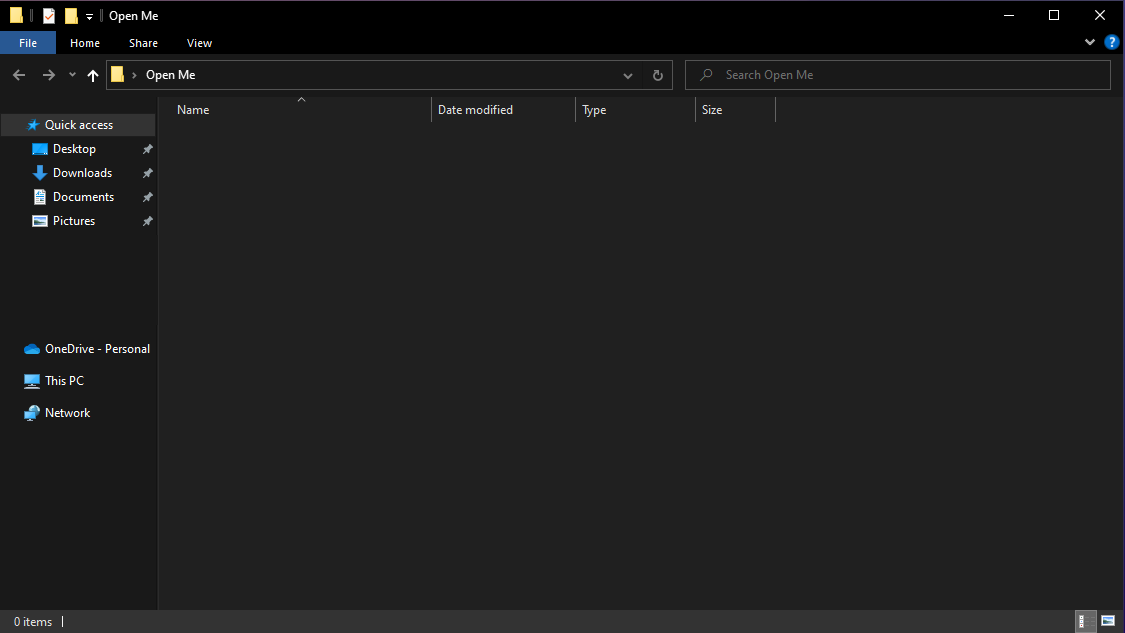 Open Me
File Home Share View
Open Me
Search Open Me
Name Date modified Type Size
Quick access
Desktop
Downloads
Documents
Pictures
OneDrive - Personal
This PC
Network
0 items